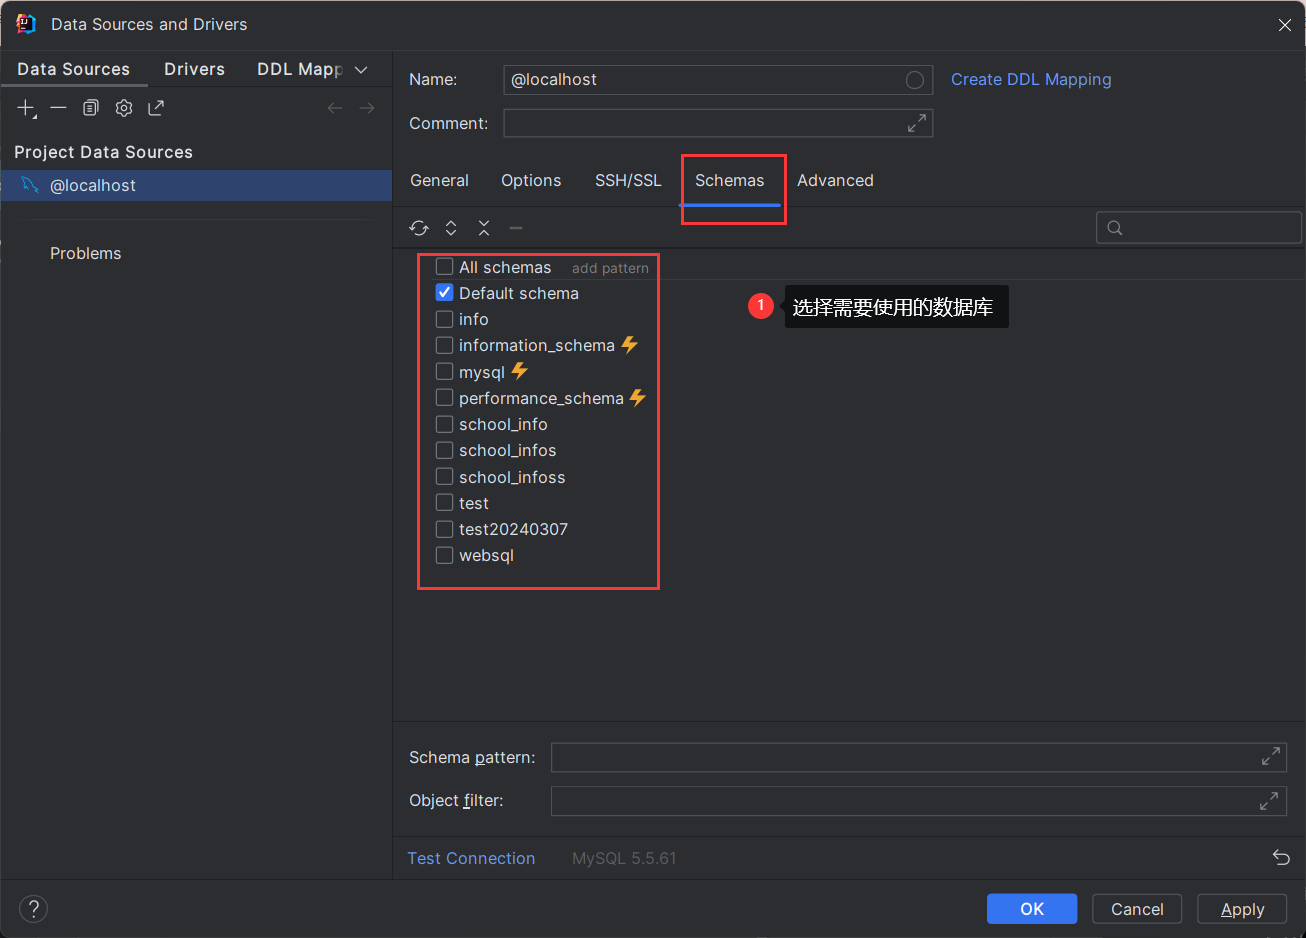 Data Sources and Drivers
Data Sources Drivers DDL Mapp
Project Data Sources
@localhost
Problems
Name: @localhost Create DDL Mapping
Comment:
General Options SSH/SSL Schemas Advanced
All schemas add pattern
Default schema
info
information_schema
mysql
performance_schema
school_info
school_infos
school_infoss
test
test20240307
websql
1 选择需要使用的数据库
Schema pattern:
Object filter:
Test Connection MySQL 5.5.61
? OK Cancel Apply